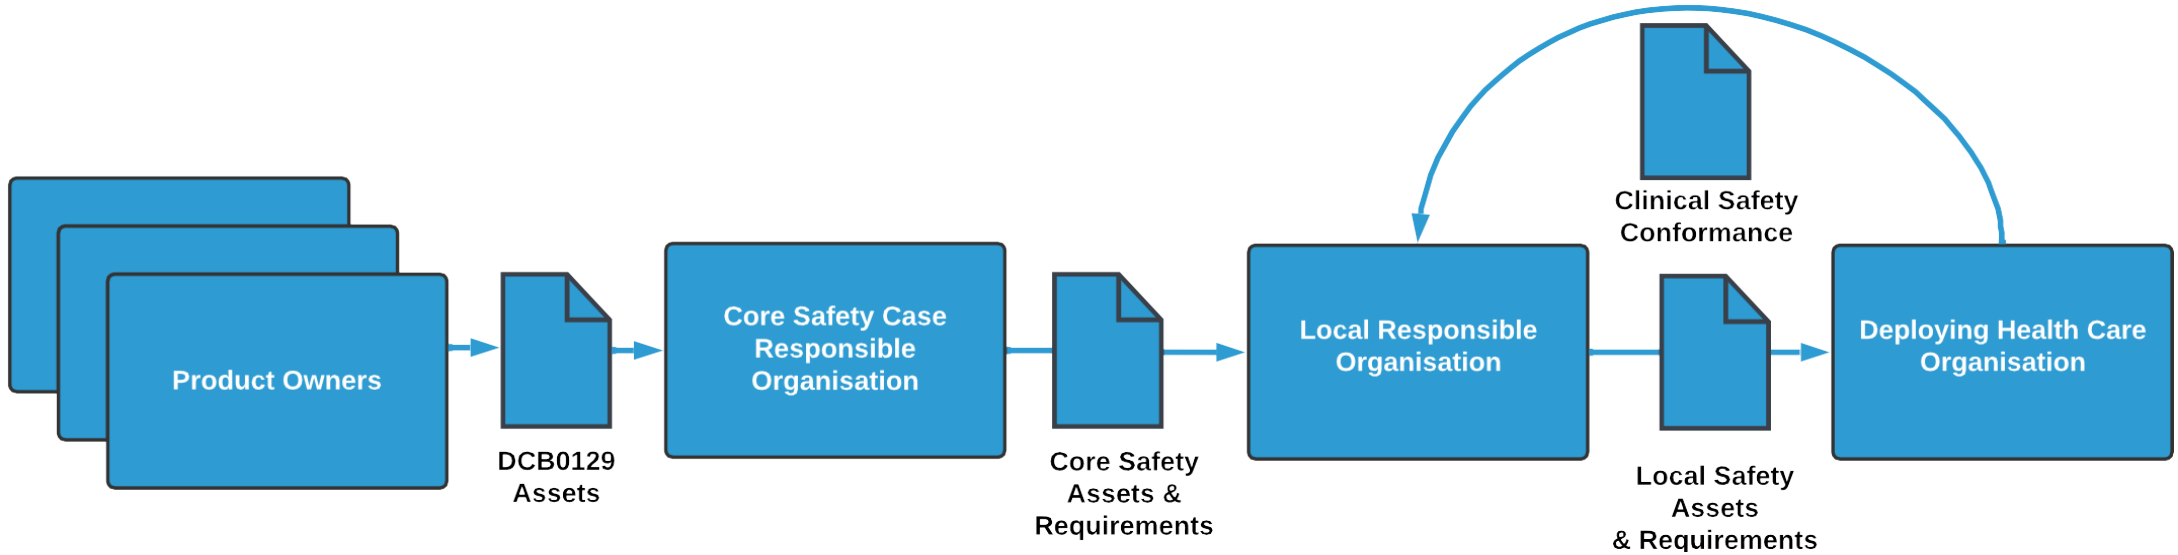 Product Owners
DCB0129
Assets
Core Safety Case
Responsible
Organisation
Core Safety
Assets &
Requirements
Local Responsible
Organisation
Clinical Safety
Conformance
Local Safety
Assets
& Requirements
Deploying Health Care
Organisation